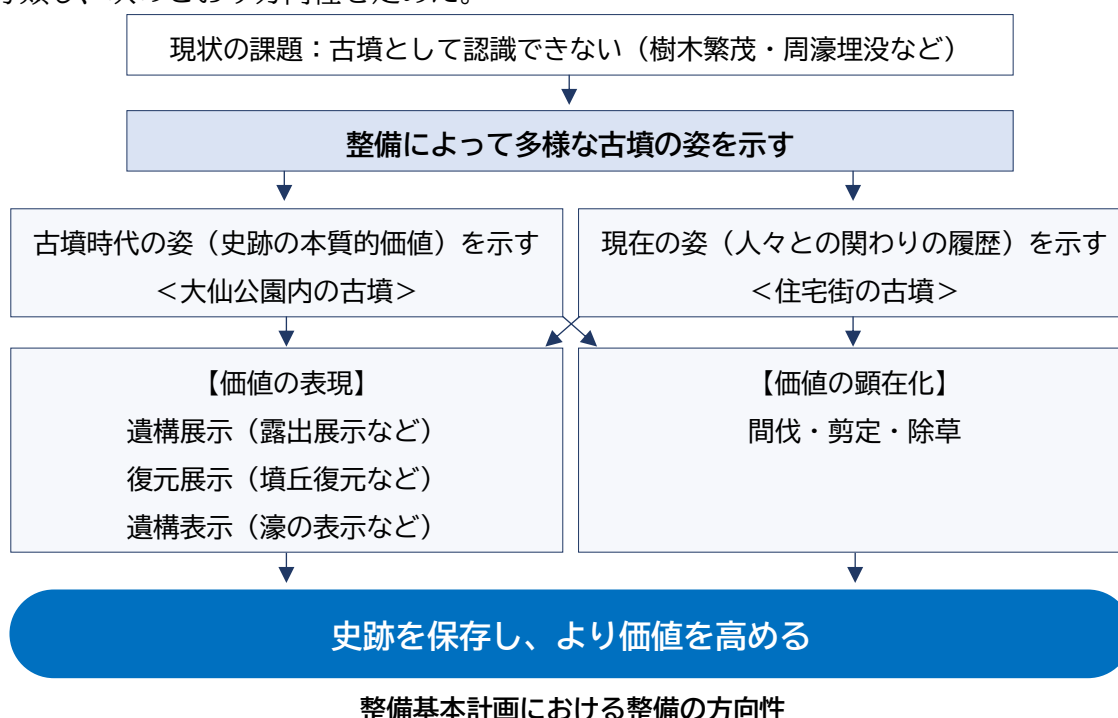 現状の課題：古墳として認識できない（樹木繁茂・周濠埋没など）
整備によって多様な古墳の姿を示す
古墳時代の姿（史跡の本質的価値）を示す
＜大仙公園内の古墳＞
現在の姿（人々との関わりの履歴）を示す
＜住宅街の古墳＞
【価値の表現】
遺構展示（露出展示など）
復元展示（墳丘復元など）
遺構表示（濠の表示など）
【価値の顕在化】
間伐・剪定・除草
史跡を保存し、より価値を高める
整備基本計画における整備の方向性